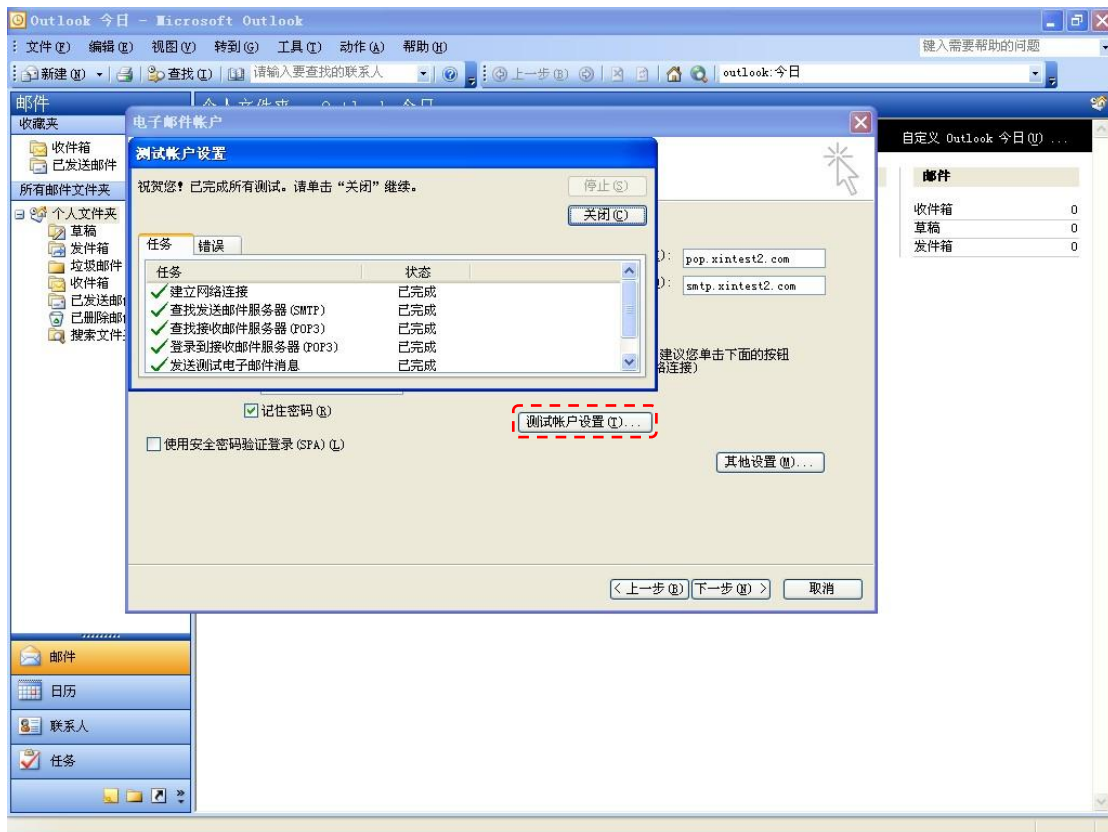 Outlook 今日 - Microsoft Outlook
文件(F) 编辑(E) 视图(V) 转到(G) 工具(T) 动作(A) 帮助(H) 键入需要帮助的问题
新建(N) 查找(I) 请输入要查找的联系人 上一步(B) outlook:今日
邮件
收藏夹
收件箱
已发送邮件
所有邮件文件夹
个人文件夹
草稿
发件箱
垃圾邮件
收件箱
已发送邮
已删除邮
搜索文件
邮件
日历
联系人
任务
电子邮件帐户
测试帐户设置
祝贺您! 已完成所有测试。请单击“关闭”继续。
停止(S)
关闭(C)
任务 错误
任务 状态
建立网络连接 已完成
查找发送邮件服务器(SMTP) 已完成
查找接收邮件服务器(POP3) 已完成
登录到接收邮件服务器(POP3) 已完成
发送测试电子邮件消息 已完成
pop.xintest2.com
smtp.xintest2.com
建议您单击下面的按钮
络连接)
记住密码(R)
测试帐户设置(T)...
使用安全密码验证登录(SPA)(L)
其他设置(M)...
< 上一步(B) 下一步(N) > 取消
自定义 Outlook 今日(U) ...
邮件
收件箱 0
草稿 0
发件箱 0